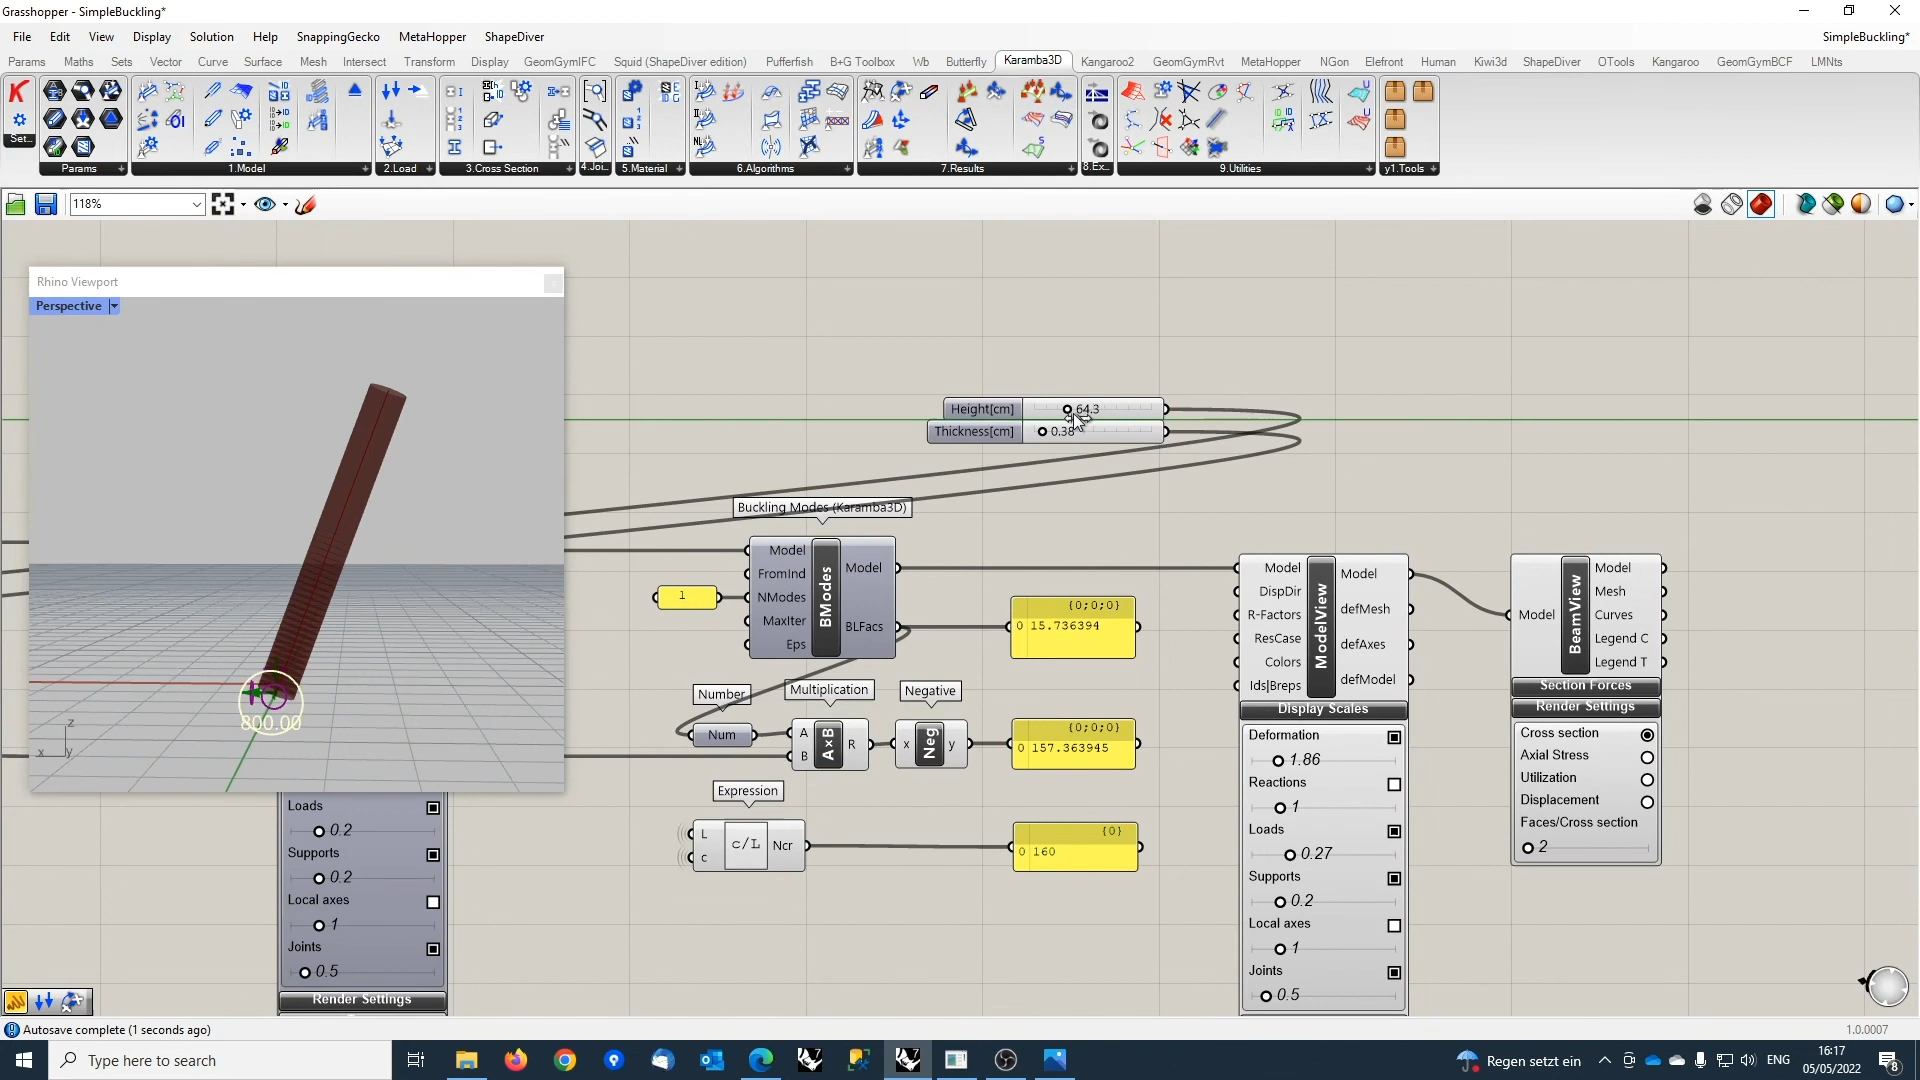 Grasshopper - SimpleBuckling*
File Edit View Display Solution Help SnappingGecko MetaHopper ShapeDiver SimpleBuckling*
Params Maths Sets Vector Curve Surface Mesh Intersect Transform Display GeomGymIFC Squid (ShapeDiver edition) Pufferfish B+G Toolbox Wb Butterfly Karamba3D Kangaroo2 GeomGymRvt MetaHopper NGon Elefront Human Kiwi3d ShapeDiver OTools Kangaroo GeomGymBCF LMNts
Set...
Params 1.Model 2.Load 3.Cross Section 4.Joi... 5.Material 6.Algorithms 7.Results 8.Ex... 9.Utilities y1.Tools
118%
Rhino Viewport
Perspective
800.00
z
x y
Height[cm] 64.3
Thickness[cm] 0.38
Buckling Modes (Karamba3D)
Model
FromInd
NModes
MaxIter
Eps
BModes
Model
BLFacs
1
{0;0;0}
0 15.736394
Number
Multiplication
Negative
Num
A
B
A×B
R
x
Neg
y
{0;0;0}
0 157.363945
Expression
L
c
c/L
Ncr
{0}
0 160
Model
DispDir
R-Factors
ResCase
Colors
Ids|Breps
ModelView
Model
defMesh
defAxes
defModel
Display Scales
Deformation
1.86
Reactions
1
Loads
0.27
Supports
0.2
Local axes
1
Joints
0.5
Model
BeamView
Model
Mesh
Curves
Legend C
Legend T
Section Forces
Render Settings
Cross section
Axial Stress
Utilization
Displacement
Faces/Cross section
2
Loads
0.2
Supports
0.2
Local axes
1
Joints
0.5
Render Settings
Autosave complete (1 seconds ago)
1.0.0007
Type here to search
Regen setzt ein
ENG
16:17
05/05/2022
8